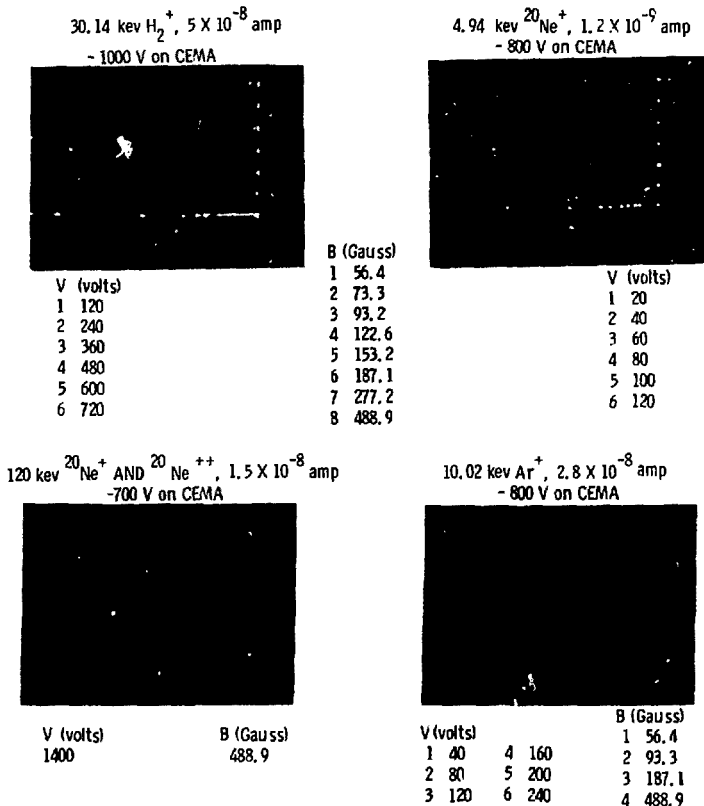 30.14 kev H₂⁺, 5 X 10⁻⁸ amp
- 1000 V on CEMA
4.94 kev ²⁰Ne⁺, 1.2 X 10⁻⁹ amp
- 800 V on CEMA
V (volts)
1 120
2 240
3 360
4 480
5 600
6 720
B (Gauss)
1 56.4
2 73.3
3 93.2
4 122.6
5 153.2
6 187.1
7 277.2
8 488.9
V (volts)
1 20
2 40
3 60
4 80
5 100
6 120
120 kev ²⁰Ne⁺ AND ²⁰Ne⁺⁺, 1.5 X 10⁻⁸ amp
-700 V on CEMA
10.02 kev Ar⁺, 2.8 X 10⁻⁸ amp
- 800 V on CEMA
V (volts) B (Gauss)
1400 488.9
V (volts)
1 40 4 160
2 80 5 200
3 120 6 240
B (Gauss)
1 56.4
2 93.3
3 187.1
4 488.9